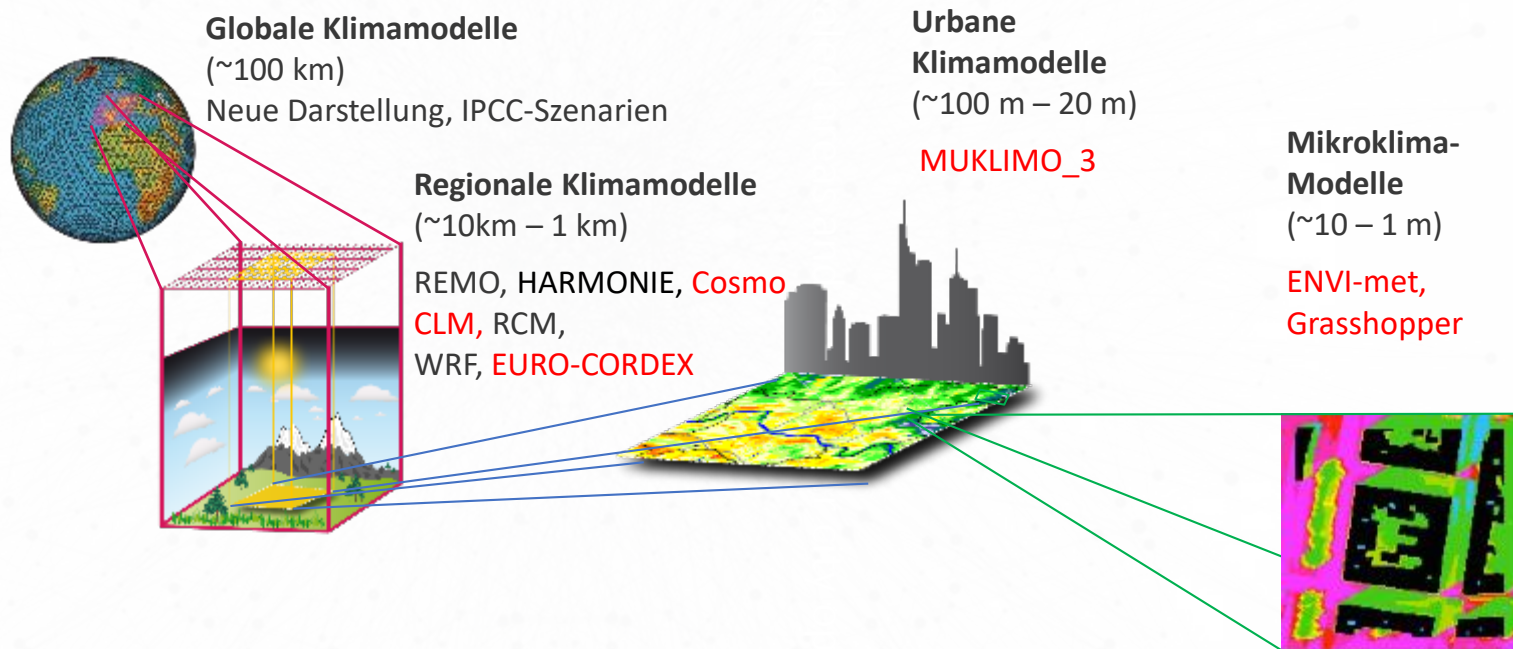 Globale Klimamodelle
(~100 km)
Neue Darstellung, IPCC-Szenarien
Regionale Klimamodelle
(~10km – 1 km)
REMO, HARMONIE, Cosmo
CLM, RCM,
WRF, EURO-CORDEX
Urbane
Klimamodelle
(~100 m – 20 m)
MUKLIMO_3
Mikroklima-
Modelle
(~10 – 1 m)
ENVI-met,
Grasshopper